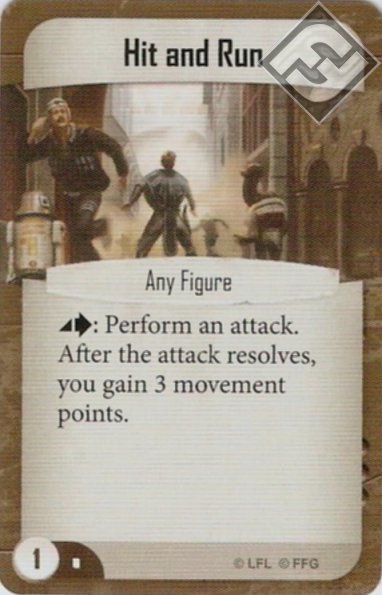 Hit and Run
Any Figure
: Perform an attack.
After the attack resolves,
you gain 3 movement
points.
1
© LFL © FFG